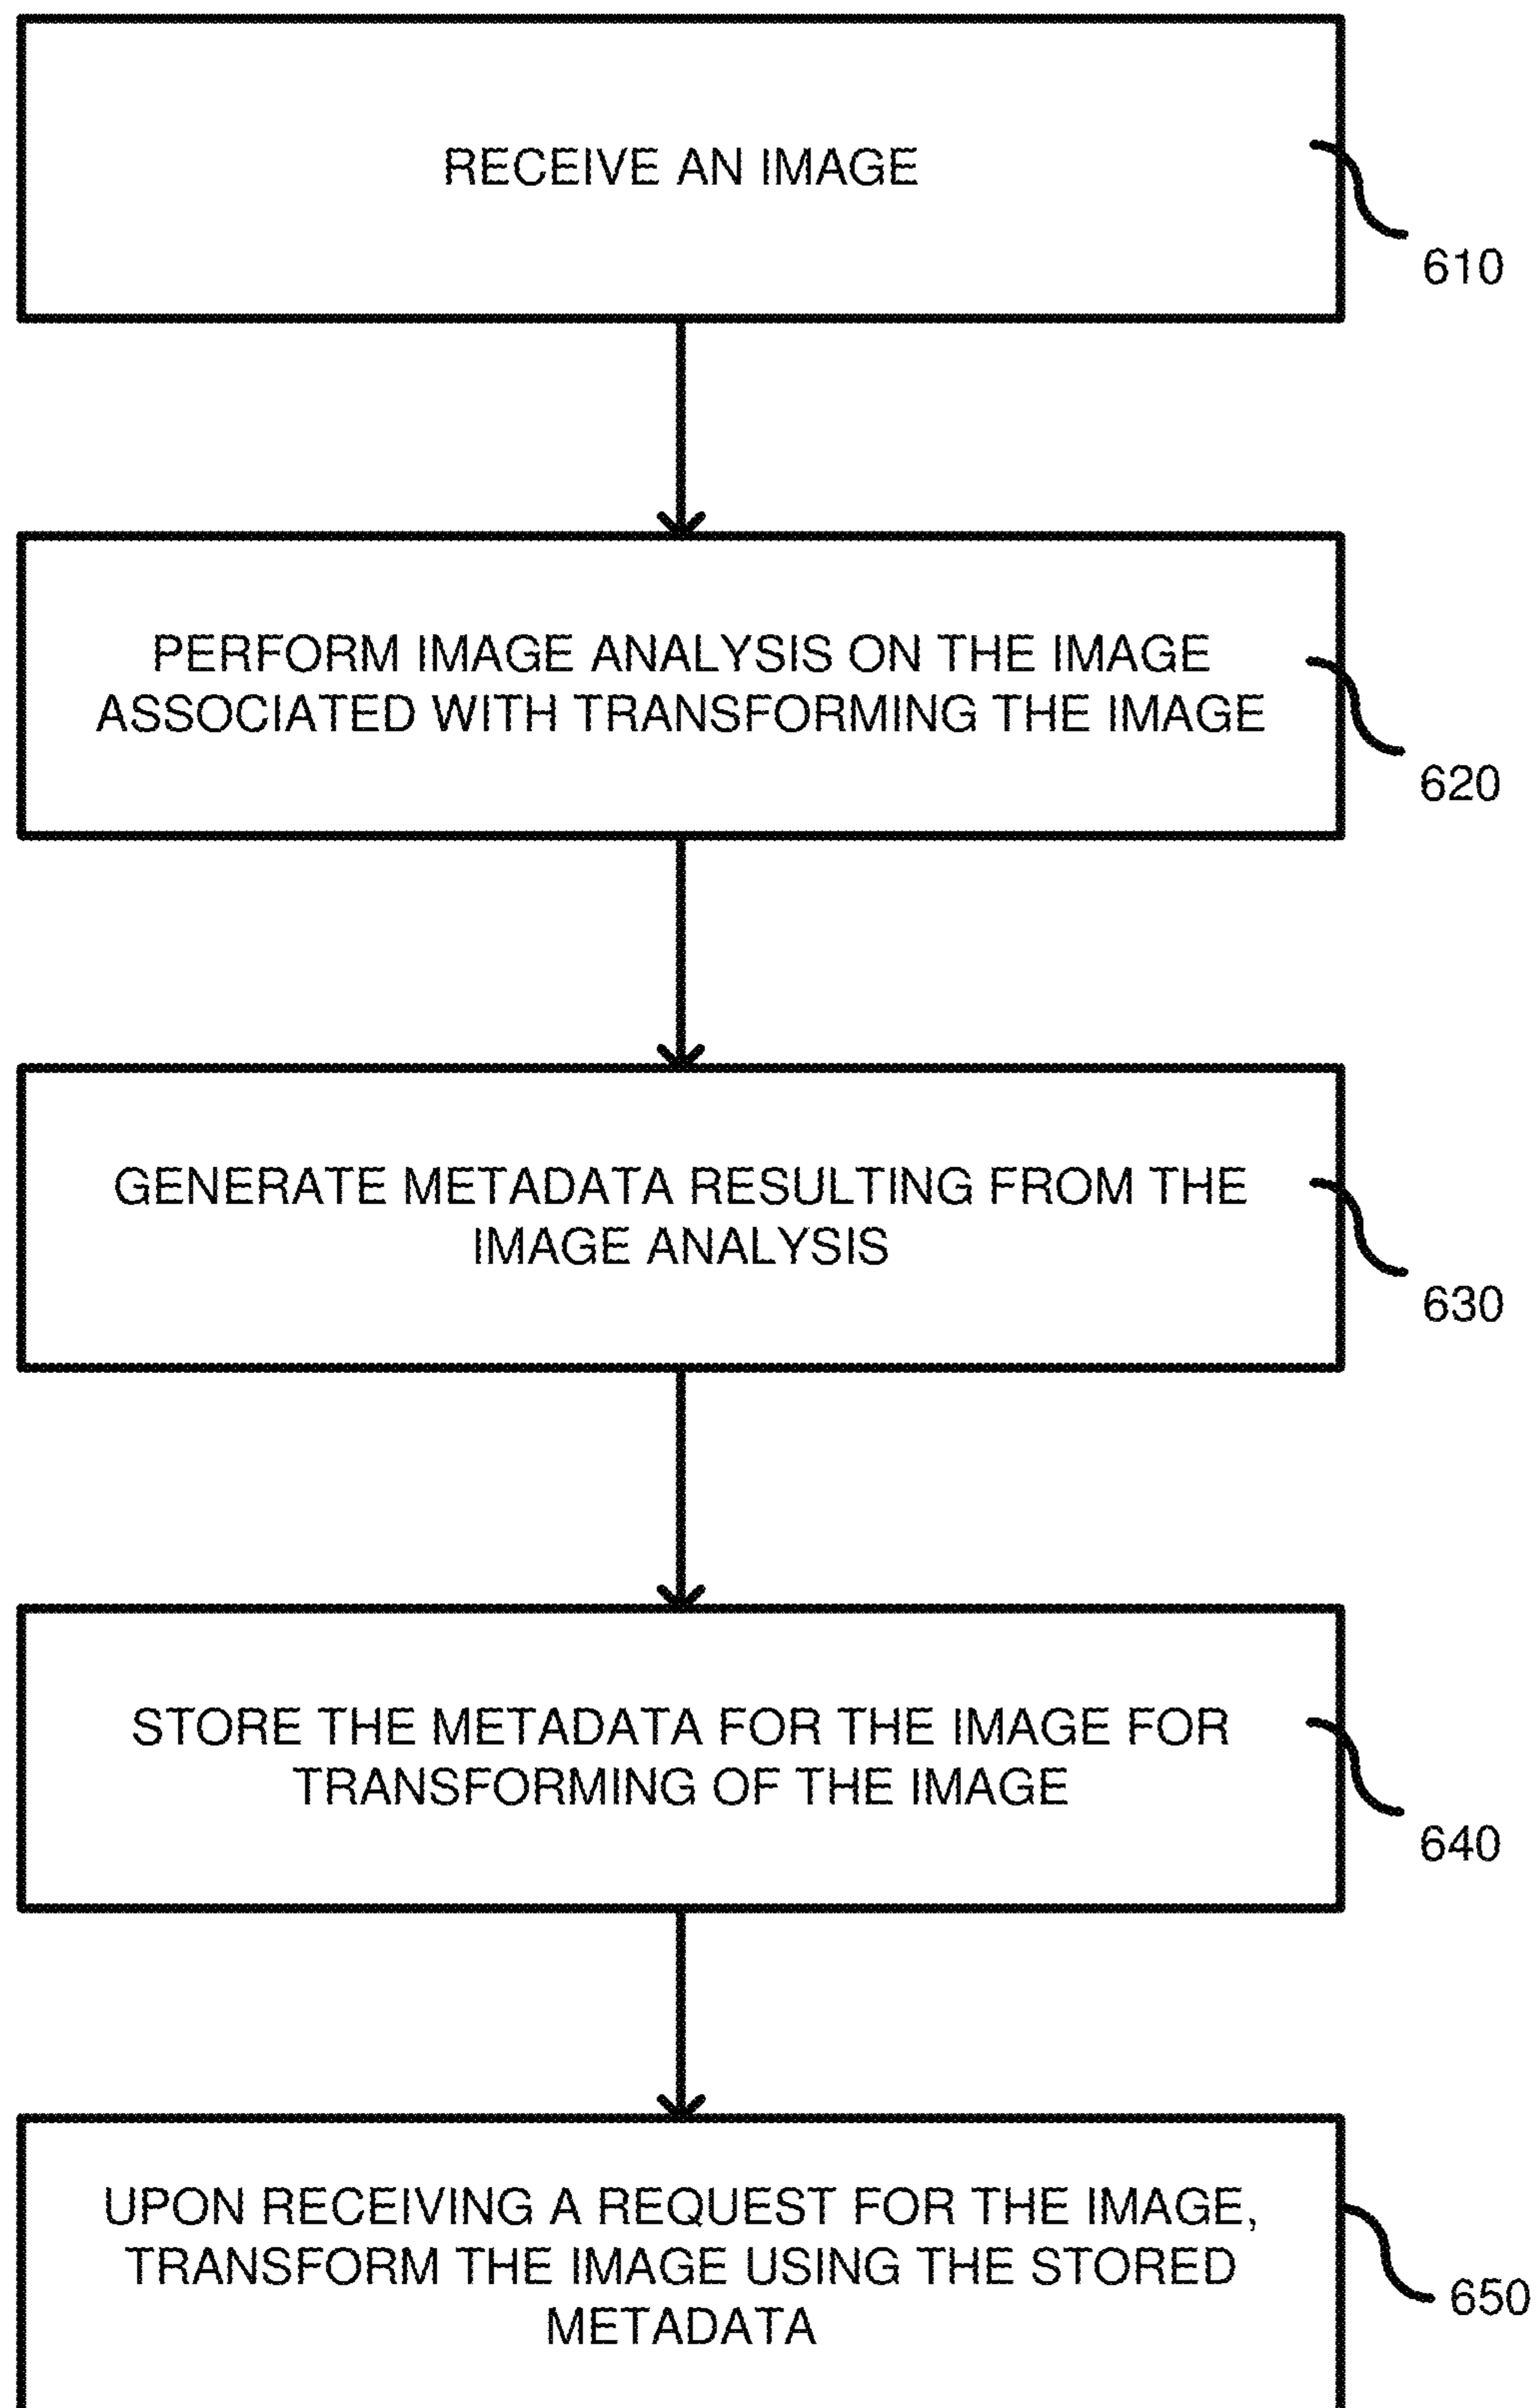 RECEIVE AN IMAGE
610
PERFORM IMAGE ANALYSIS ON THE IMAGE
ASSOCIATED WITH TRANSFORMING THE IMAGE
620
GENERATE METADATA RESULTING FROM THE
IMAGE ANALYSIS
630
STORE THE METADATA FOR THE IMAGE FOR
TRANSFORMING OF THE IMAGE
640
UPON RECEIVING A REQUEST FOR THE IMAGE,
TRANSFORM THE IMAGE USING THE STORED
METADATA
650